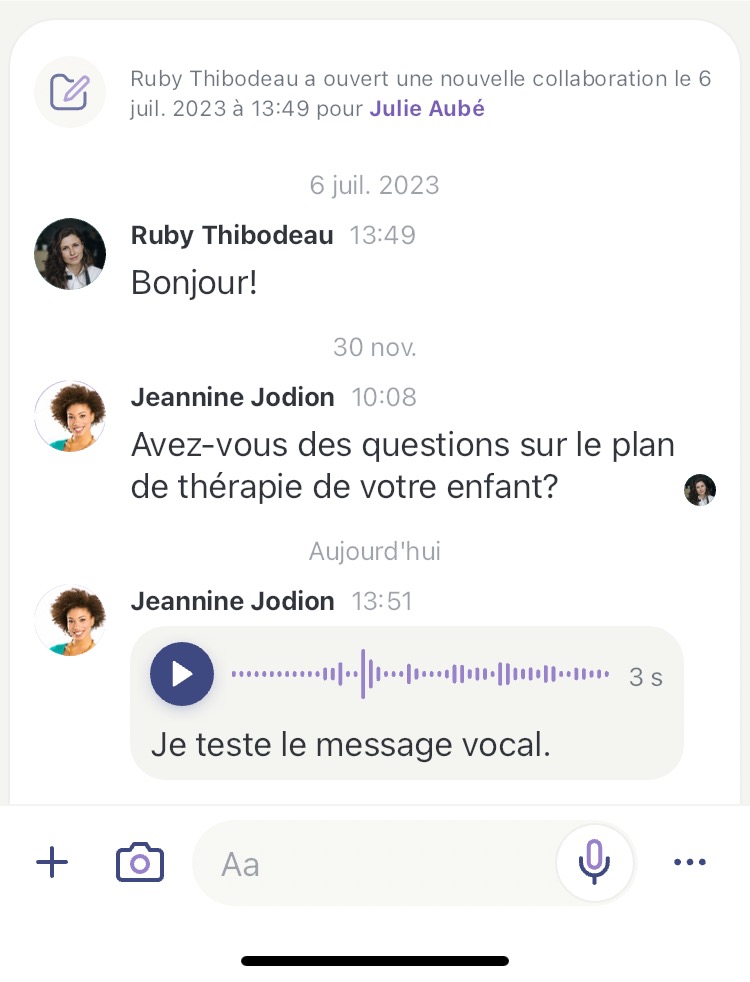 Ruby Thibodeau a ouvert une nouvelle collaboration le 6
juil. 2023 à 13:49 pour Julie Aubé
6 juil. 2023
Ruby Thibodeau 13:49
Bonjour!
30 nov.
Jeannine Jodion 10:08
Avez-vous des questions sur le plan
de thérapie de votre enfant?
Aujourd'hui
Jeannine Jodion 13:51
3 s
Je teste le message vocal.
Aa